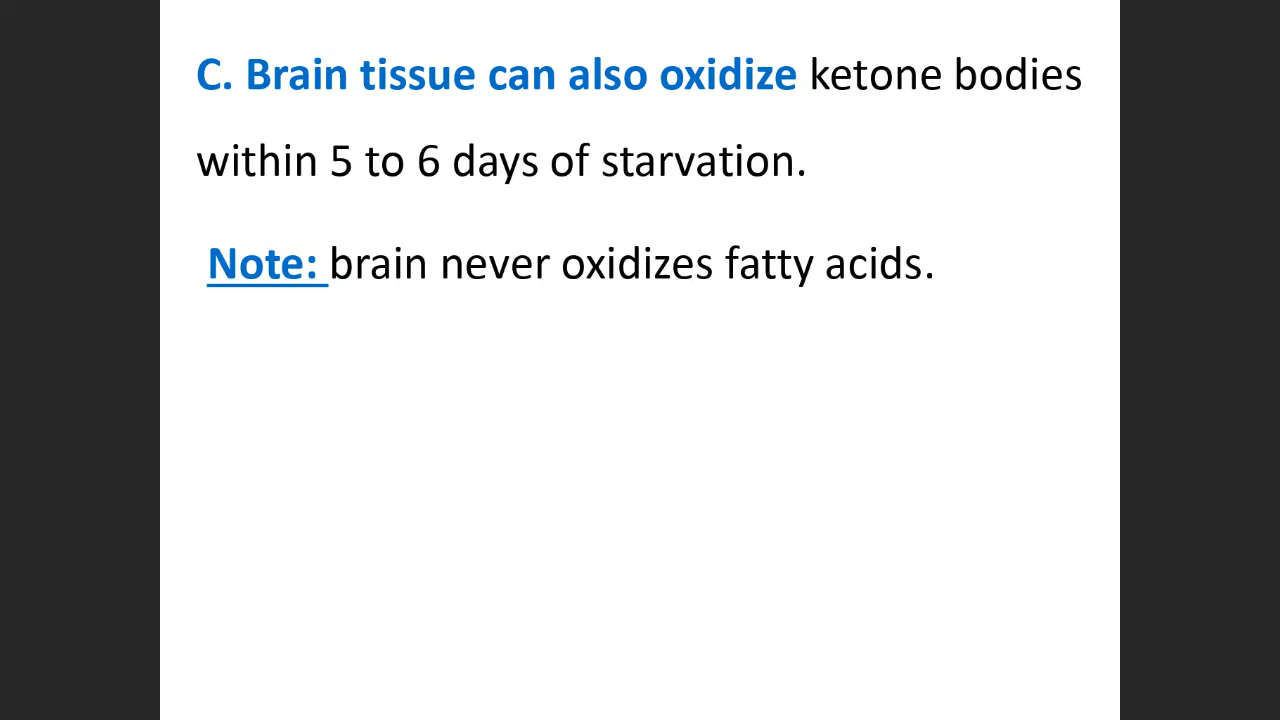 C. Brain tissue can also oxidize ketone bodies
within 5 to 6 days of starvation.
Note: brain never oxidizes fatty acids.